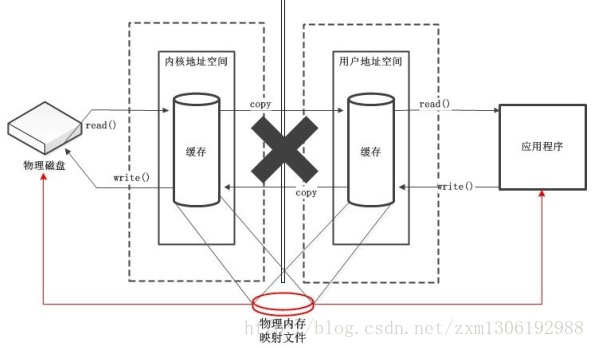 内核地址空间
用户地址空间
read()
copy
read()
缓存
缓存
应用程序
物理磁盘
write()
copy
write()
物理内存
映射文件
http://blog.csdn.net/zxm1306192988